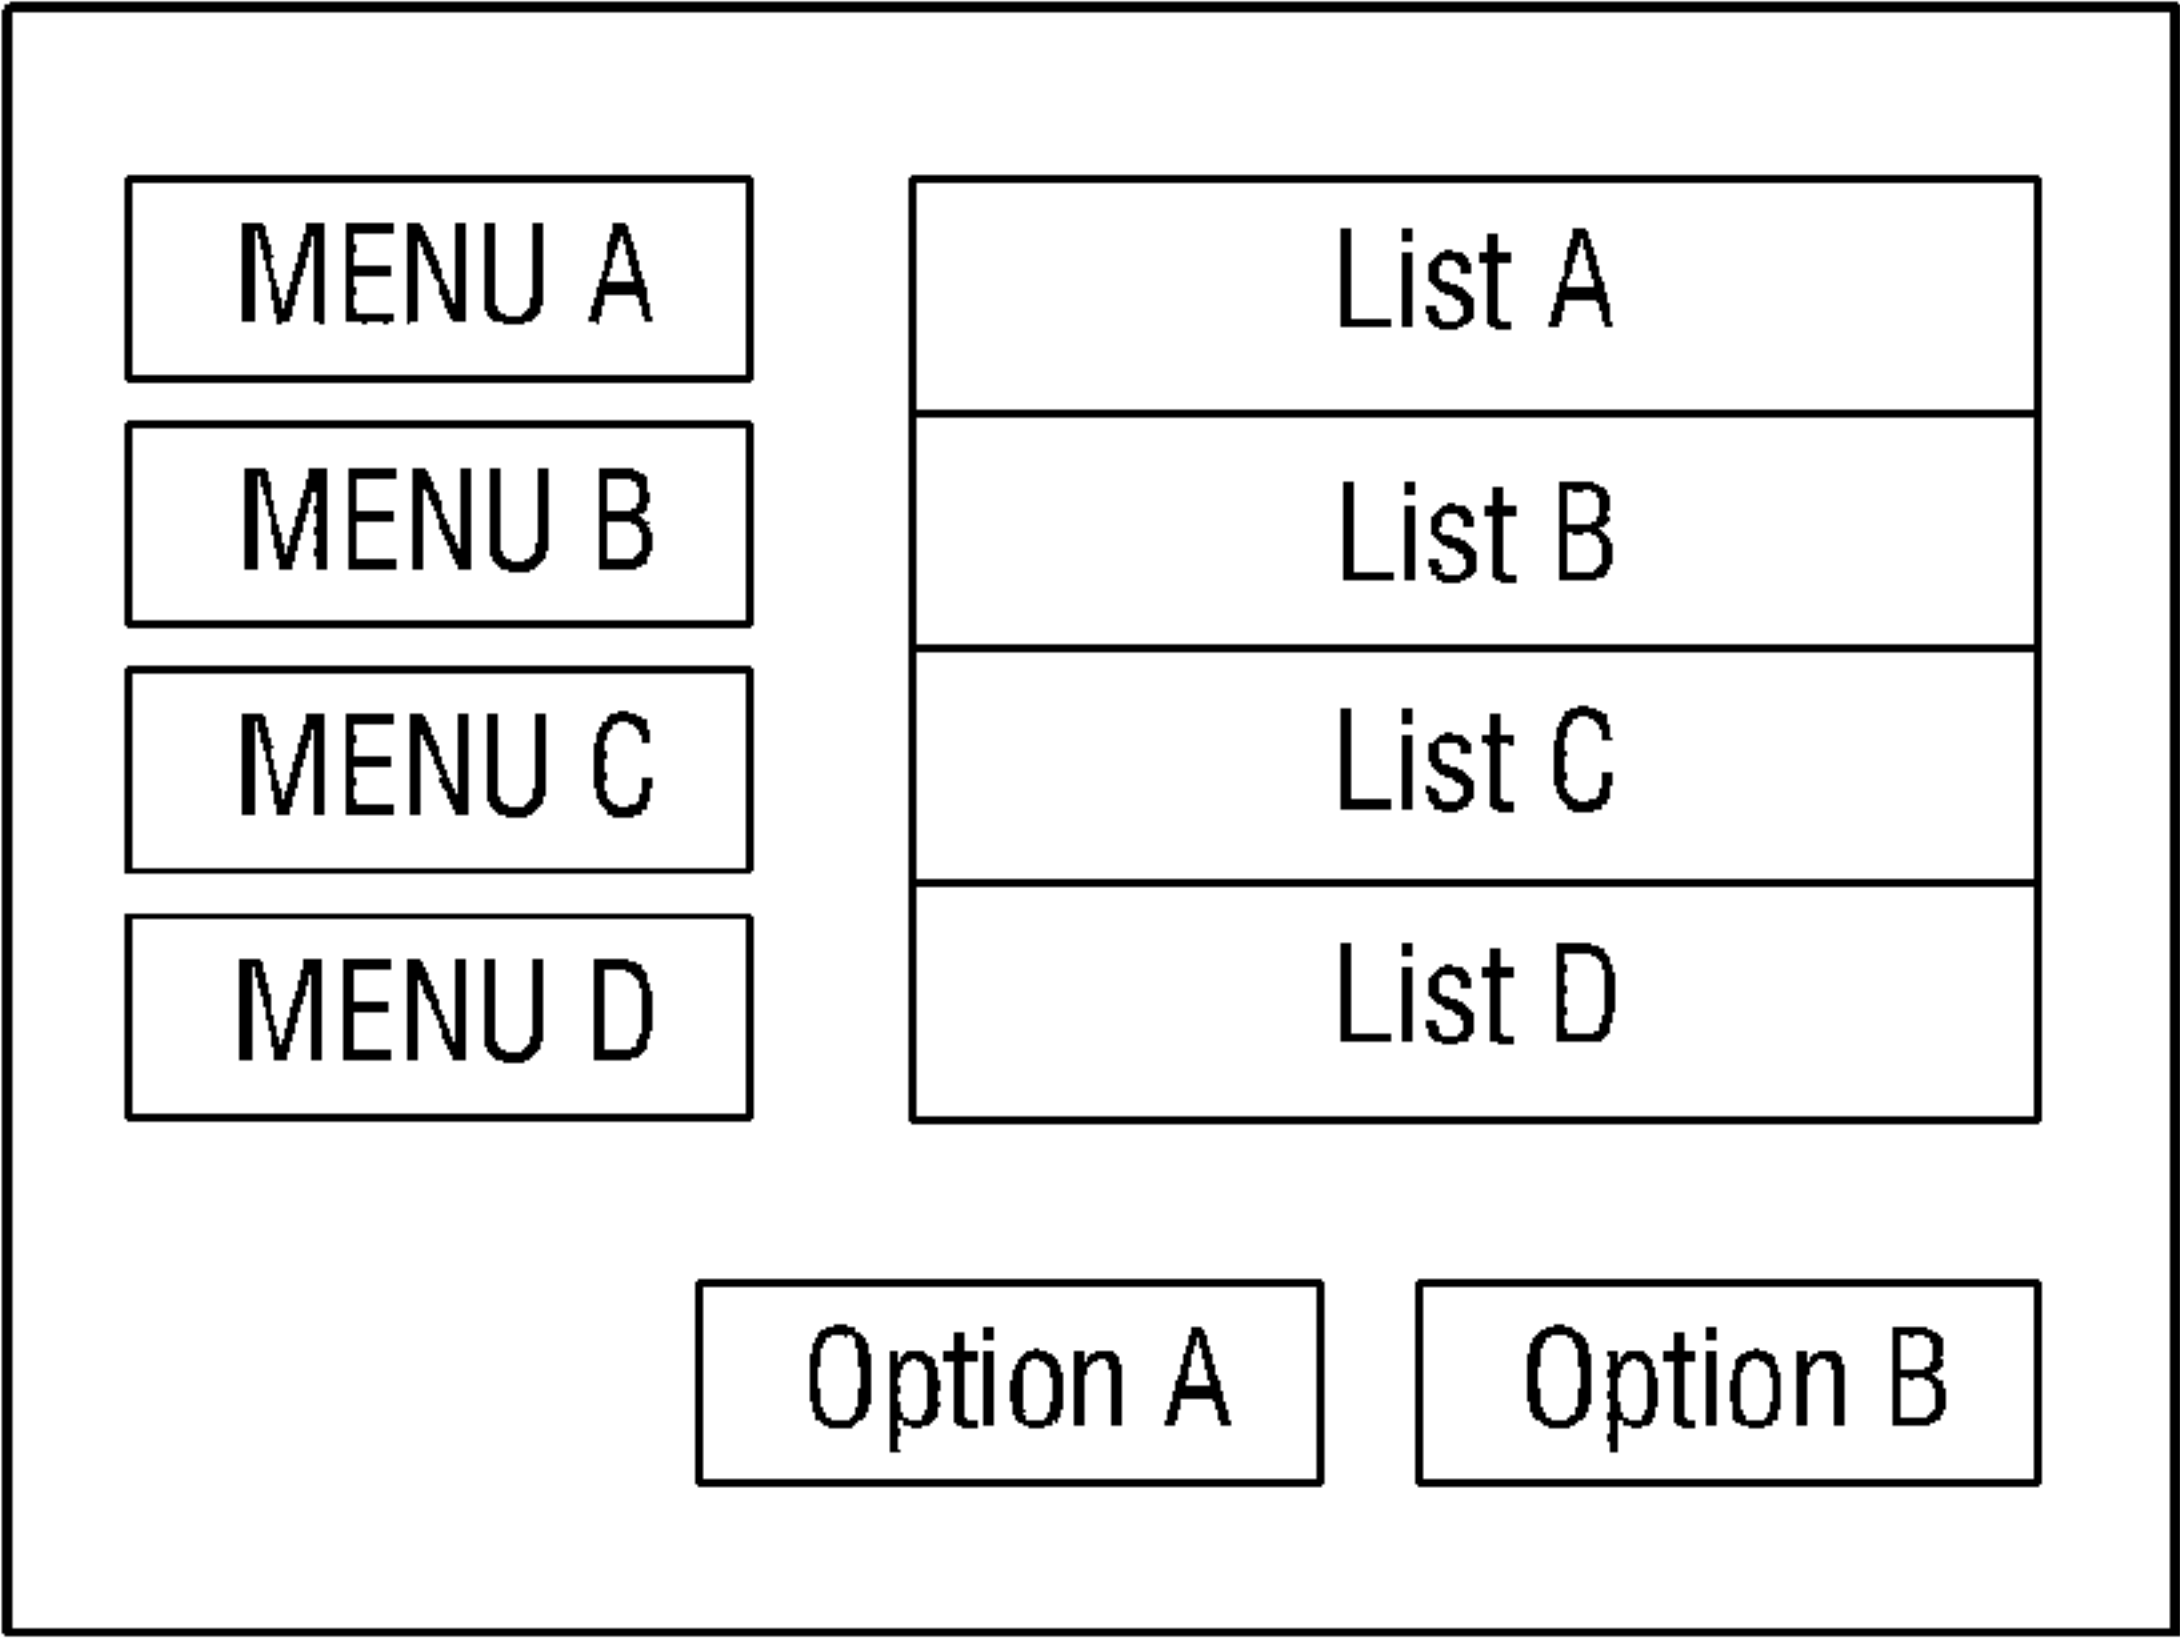 MENU A
MENU B
MENU C
MENU D
List A
List B
List C
List D
Option A
Option B